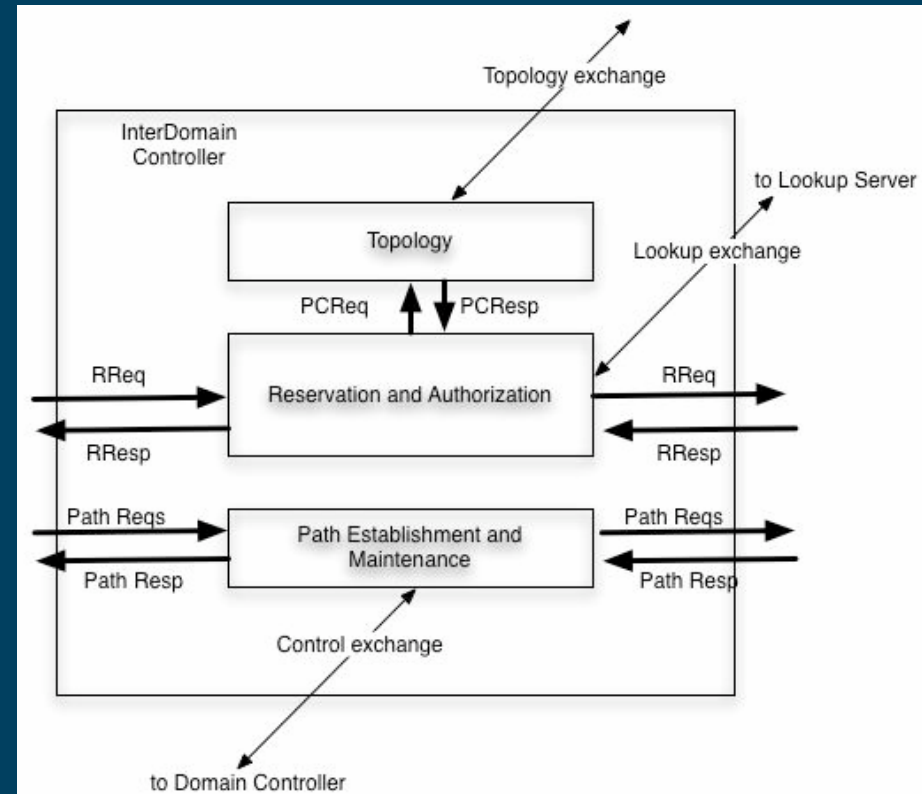 Topology exchange
InterDomain
Controller
to Lookup Server
Topology
Lookup exchange
PCReq
PCResp
RReq
Reservation and Authorization
RReq
RResp
RResp
Path Reqs
Path Establishment and
Maintenance
Path Reqs
Path Resp
Path Resp
Control exchange
to Domain Controller